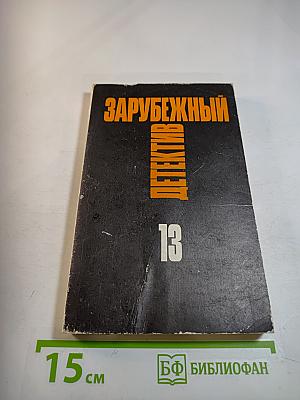 ЗАРУБЕЖНЫЙ
ДЕТЕКТИВ
13
15 см
БФ БИБЛИОФАН